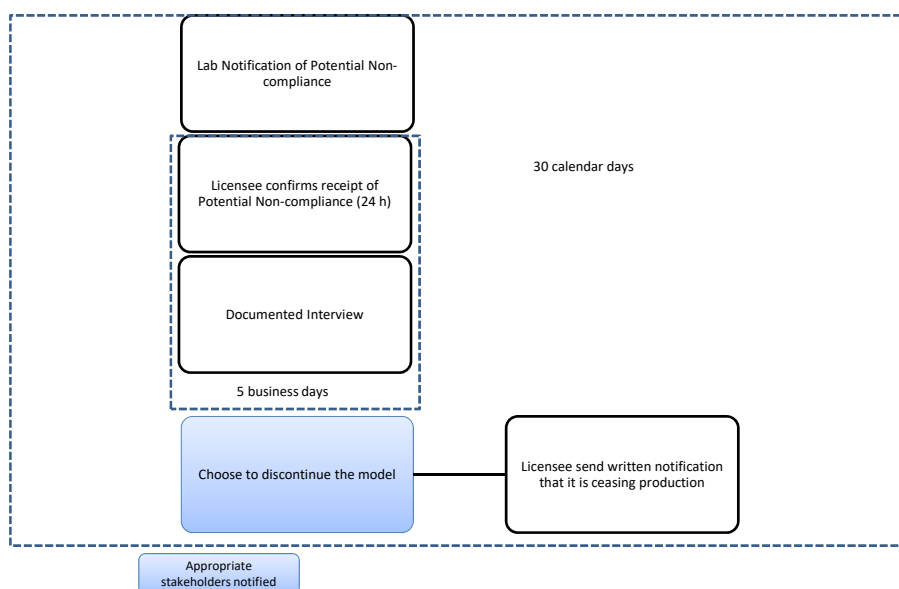 Lab Notification of Potential Non-
compliance
30 calendar days
Licensee confirms receipt of
Potential Non-compliance (24 h)
Documented Interview
5 business days
Choose to discontinue the model
Licensee send written notification
that it is ceasing production
Appropriate
stakeholders notified